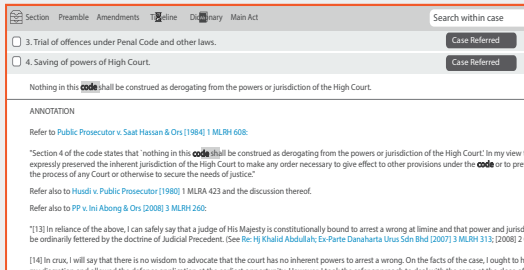 Section Preamble Amendments Timeline Dictionary Main Act Search within case
3. Trial of offences under Penal Code and other laws. Case Referred
4. Saving of powers of High Court. Case Referred
Nothing in this code shall be construed as derogating from the powers or jurisdiction of the High Court.
ANNOTATION
Refer to Public Prosecutor v. Saat Hassan & Ors [1984] 1 MLRH 608:
"Section 4 of the code states that `nothing in this code shall be construed as derogating from the powers or jurisdiction of the High Court.' In my view t
expressly preserved the inherent jurisdiction of the High Court to make any order necessary to give effect to other provisions under the code or to pre
the process of any Court or otherwise to secure the needs of justice."
Refer also to Husdi v. Public Prosecutor [1980] 1 MLRA 423 and the discussion thereof.
Refer also to PP v. Ini Abong & Ors [2008] 3 MLRH 260:
"[13] In reliance of the above, I can safely say that a judge of His Majesty is constitutionally bound to arrest a wrong at limine and that power and jurisd
be ordinarily fettered by the doctrine of Judicial Precedent. (See Re: Hj Khalid Abdullah; Ex-Parte Danaharta Urus Sdn Bhd [2007] 3 MLRH 313; [2008] 2
[14] In crux, I will say that there is no wisdom to advocate that the court has no inherent powers to arrest a wrong. On the facts of the case, I ought to h